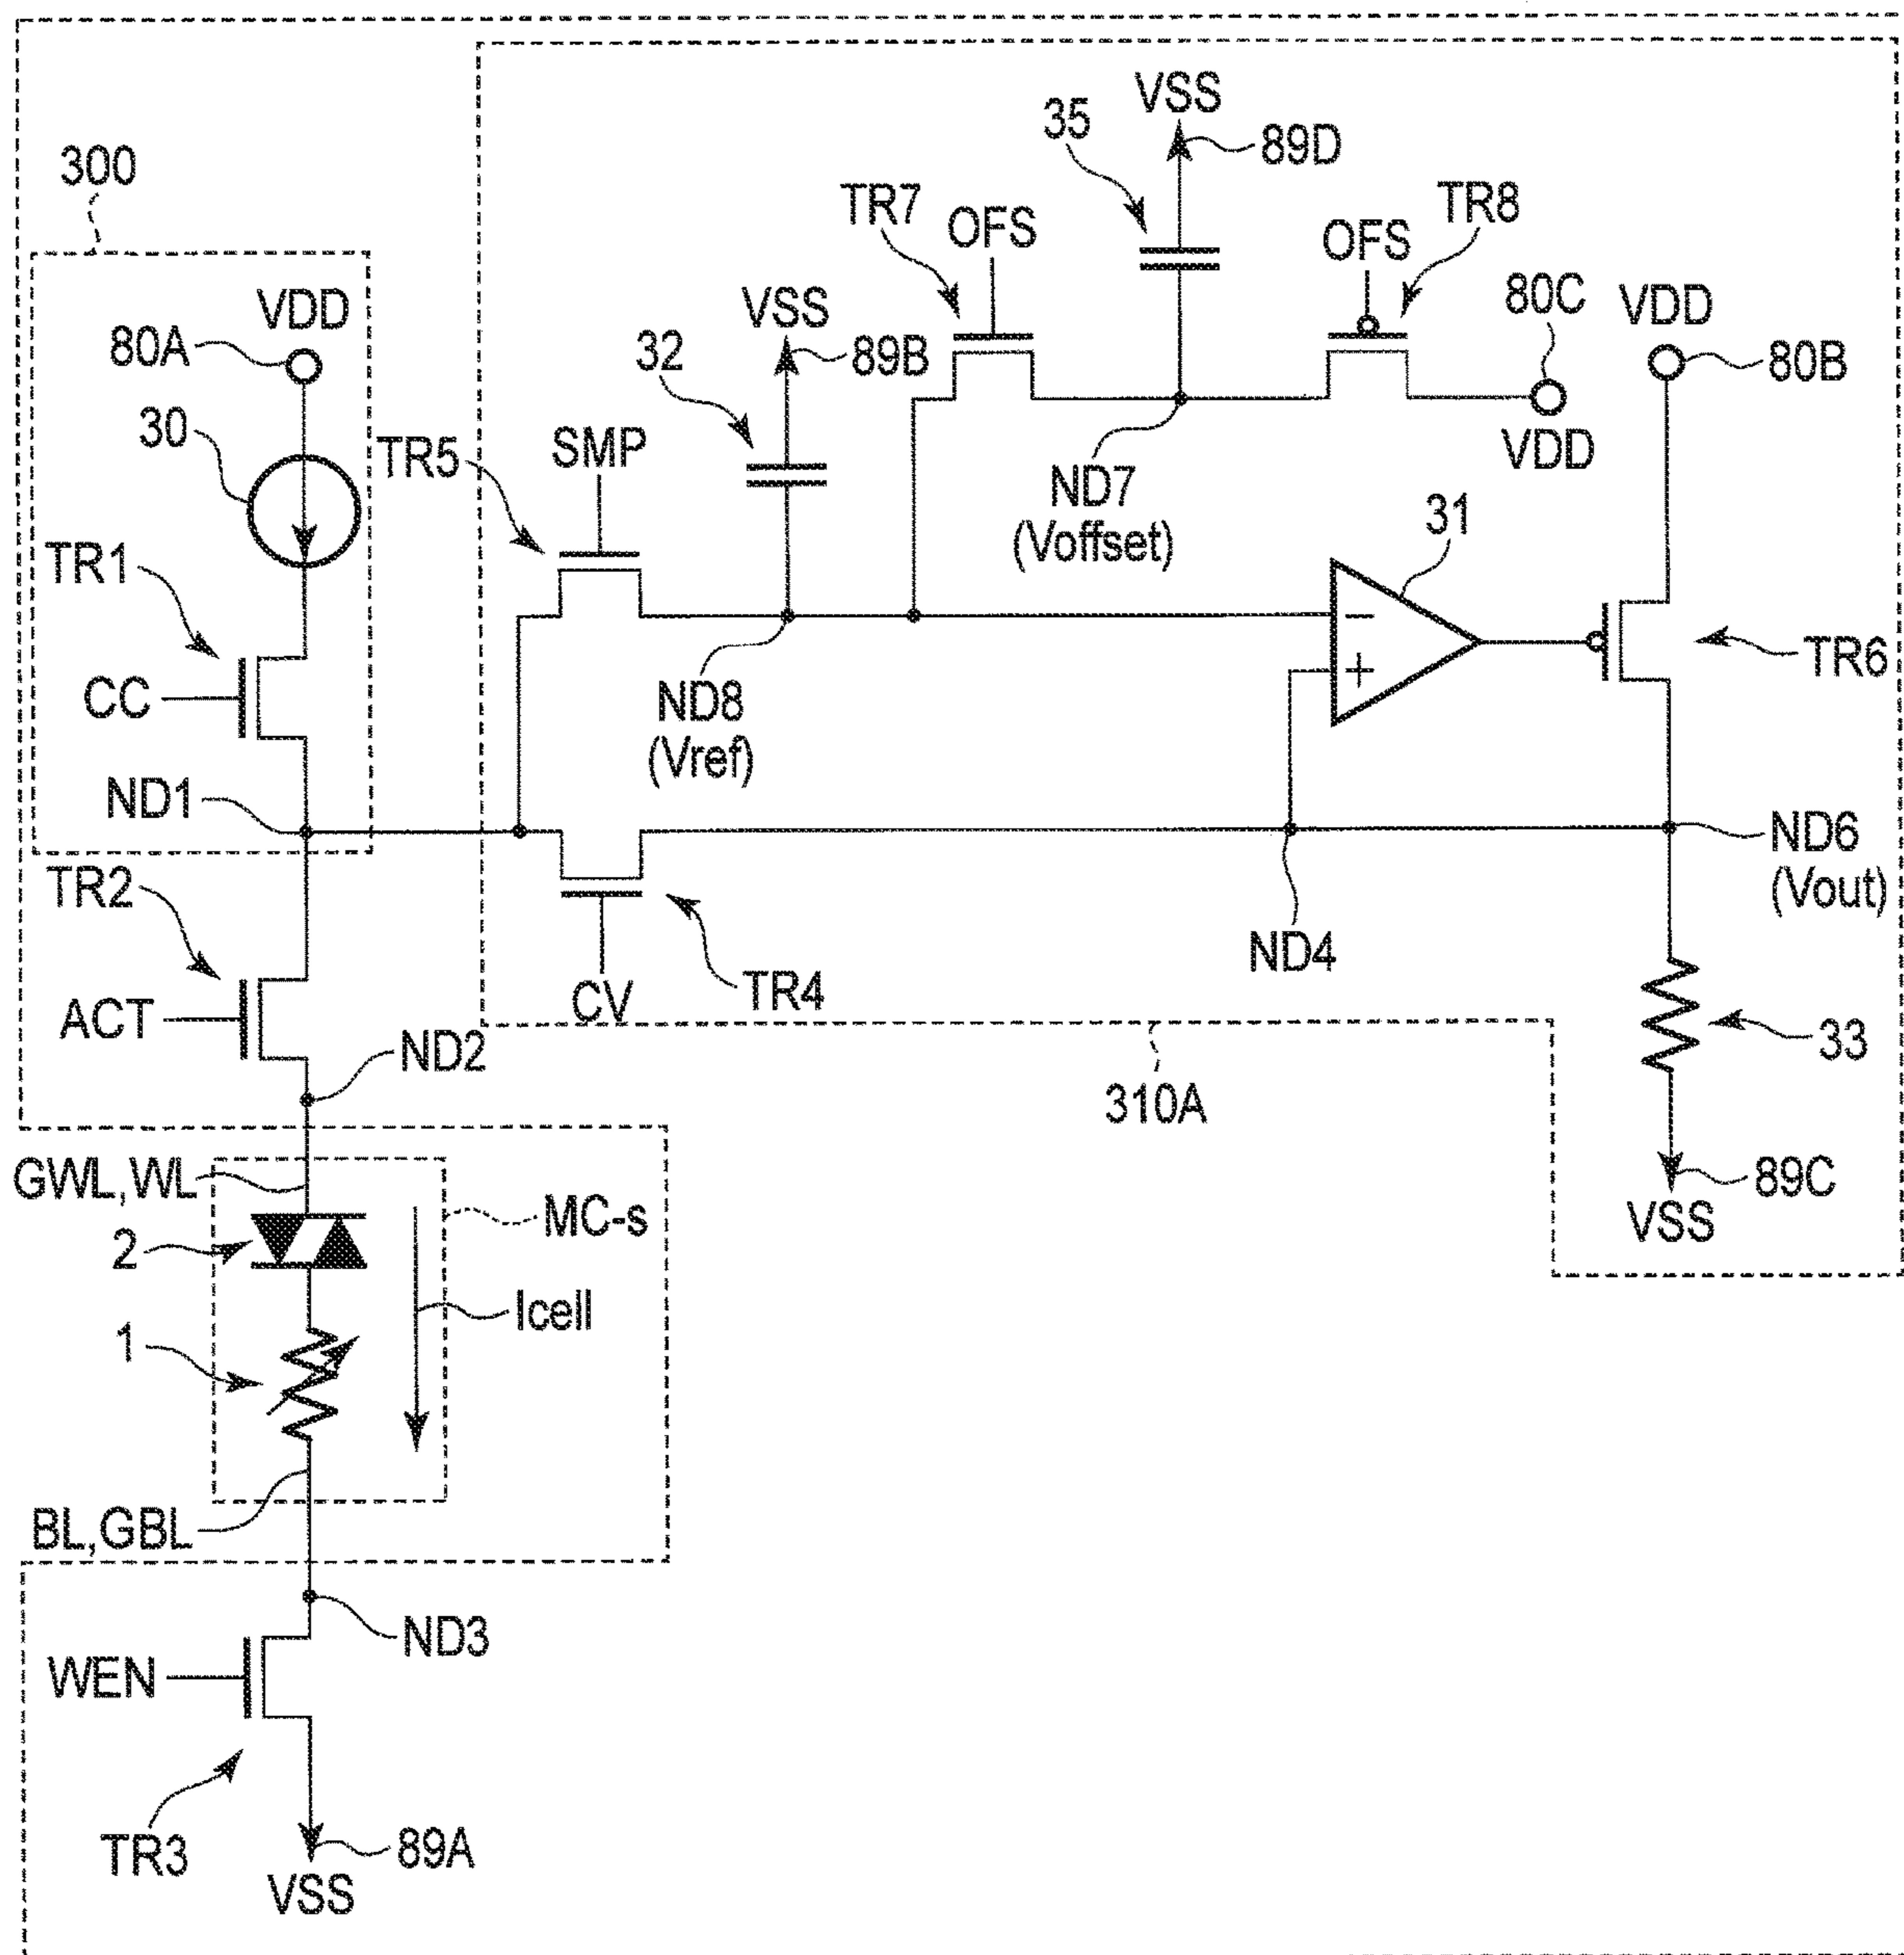 VSS
35
89D
300
TR7
OFS
OFS
TR8
VDD
80A
VSS
32
89B
80C
VDD
80B
30
TR5
SMP
ND7
(Voffset)
VDD
31
TR1
−
+
TR6
CC
ND8
(Vref)
ND1
ND6
(Vout)
TR2
ND4
TR4
CV
ACT
ND2
33
310A
GWL,WL
MC-s
89C
VSS
2
Icell
1
BL,GBL
ND3
WEN
TR3
89A
VSS